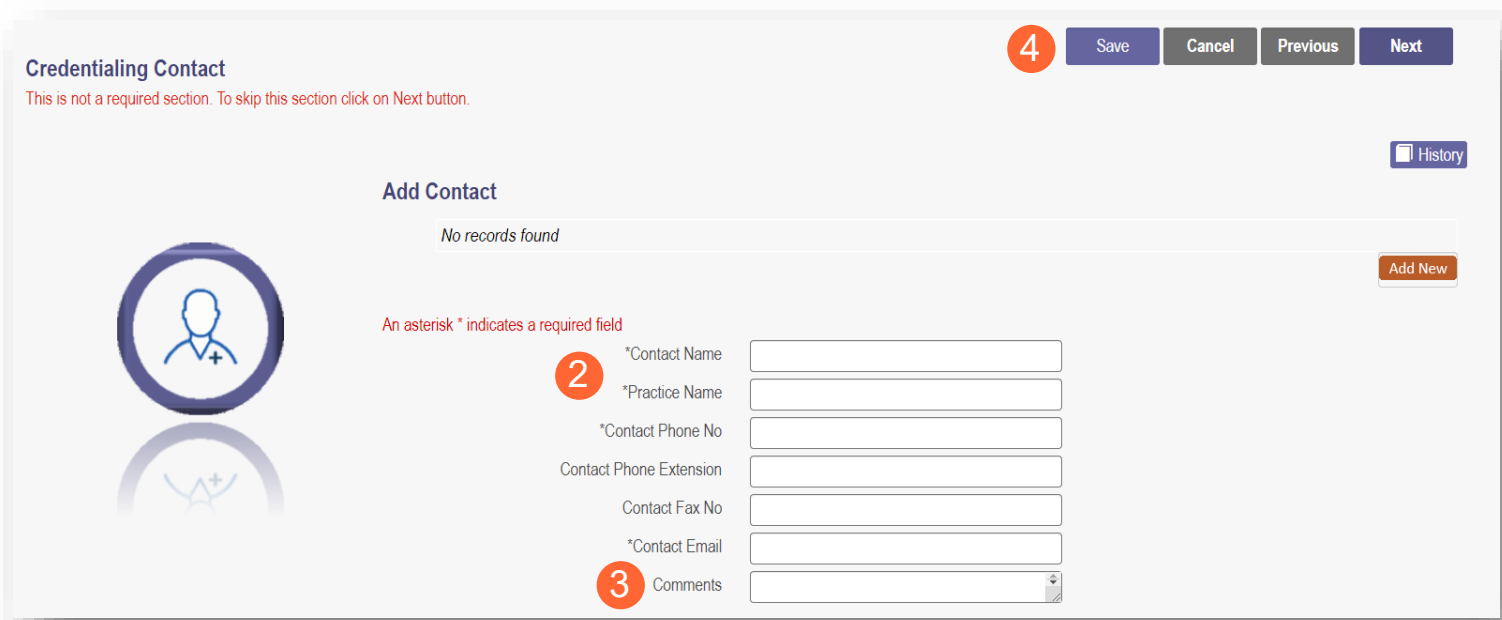 4
Save
Cancel
Previous
Next
Credentialing Contact
This is not a required section. To skip this section click on Next button.
History
Add Contact
No records found
Add New
An asterisk * indicates a required field
*Contact Name
2
*Practice Name
*Contact Phone No
Contact Phone Extension
Contact Fax No
*Contact Email
3
Comments